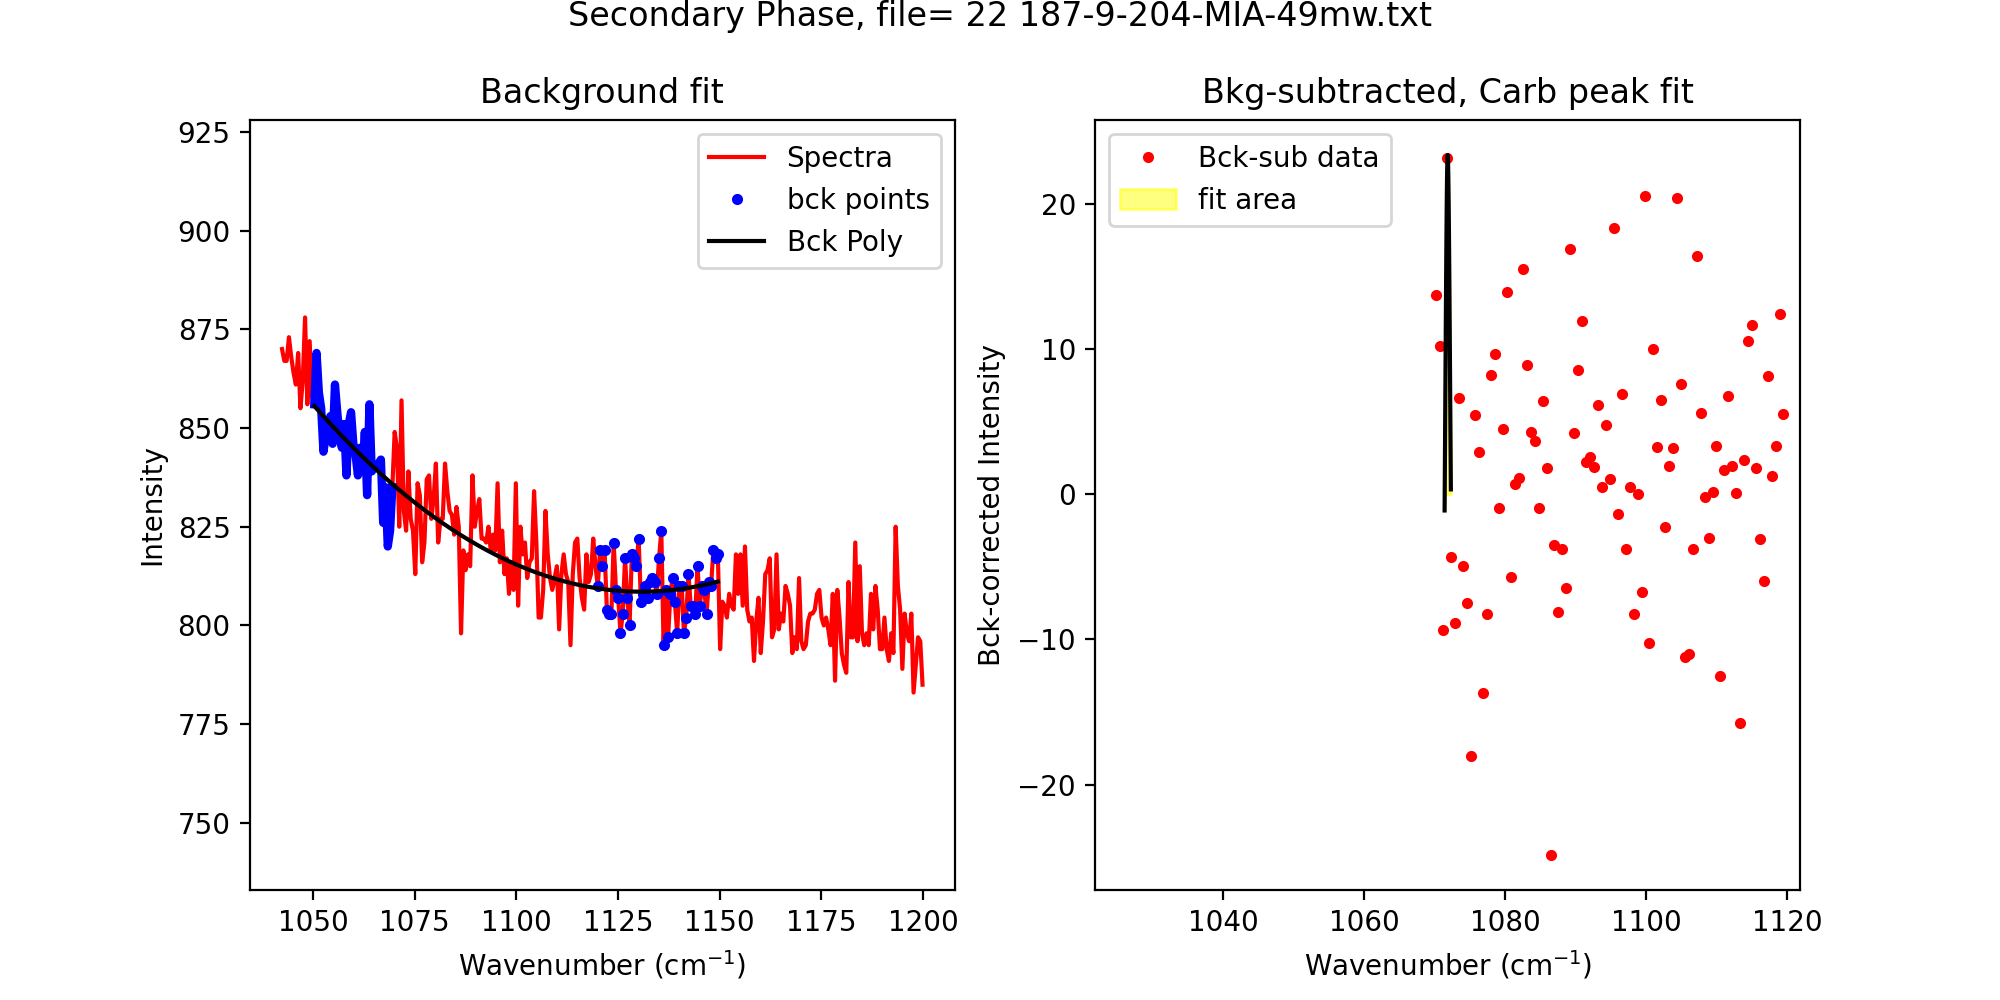 Secondary Phase, file= 22 187-9-204-MIA-49mw.txt
Background fit
925
900
875
850
825
800
775
750
Intensity
Spectra
bck points
Bck Poly
1050 1075 1100 1125 1150 1175 1200
Wavenumber (cm⁻¹)
Bkg-subtracted, Carb peak fit
20
10
0
−10
−20
Bck-corrected Intensity
Bck-sub data
fit area
1040 1060 1080 1100 1120
Wavenumber (cm⁻¹)